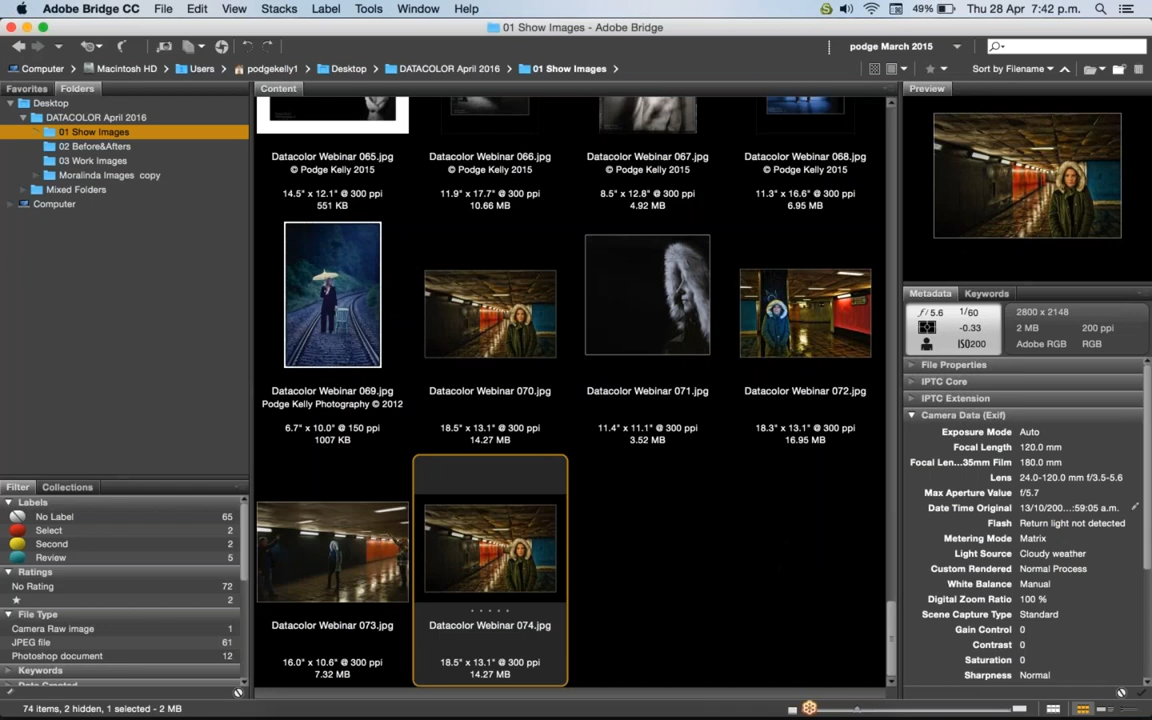 Adobe Bridge CC File Edit View Stacks Label Tools Window Help 49% Thu 28 Apr 7:42 p.m.
01 Show Images - Adobe Bridge
podge March 2015
Computer Macintosh HD Users podgekelly1 Desktop DATACOLOR April 2016 01 Show Images Sort by Filename
Favorites Folders
Desktop
DATACOLOR April 2016
01 Show Images
02 Before&Afters
03 Work Images
Moralinda Images copy
Mixed Folders
Computer
Filter Collections
Labels
No Label 65
Select 2
Second 2
Review 5
Ratings
No Rating 72
★ 2
File Type
Camera Raw image 1
JPEG file 61
Photoshop document 12
Keywords
Content
Datacolor Webinar 065.jpg
© Podge Kelly 2015
14.5" x 12.1" @ 300 ppi
551 KB
Datacolor Webinar 066.jpg
© Podge Kelly 2015
11.9" x 17.7" @ 300 ppi
10.66 MB
Datacolor Webinar 067.jpg
© Podge Kelly 2015
8.5" x 12.8" @ 300 ppi
4.92 MB
Datacolor Webinar 068.jpg
© Podge Kelly 2015
11.3" x 16.6" @ 300 ppi
6.95 MB
Datacolor Webinar 069.jpg
Podge Kelly Photography © 2012
6.7" x 10.0" @ 150 ppi
1007 KB
Datacolor Webinar 070.jpg
18.5" x 13.1" @ 300 ppi
14.27 MB
Datacolor Webinar 071.jpg
11.4" x 11.1" @ 300 ppi
3.52 MB
Datacolor Webinar 072.jpg
18.3" x 13.1" @ 300 ppi
16.95 MB
Datacolor Webinar 073.jpg
16.0" x 10.6" @ 300 ppi
7.32 MB
Datacolor Webinar 074.jpg
18.5" x 13.1" @ 300 ppi
14.27 MB
Preview
Metadata Keywords
f/5.6 1/60
-0.33
ISO200
2800 x 2148
2 MB 200 ppi
Adobe RGB RGB
File Properties
IPTC Core
IPTC Extension
Camera Data (Exif)
Exposure Mode Auto
Focal Length 120.0 mm
Focal Len...35mm Film 180.0 mm
Lens 24.0-120.0 mm f/3.5-5.6
Max Aperture Value f/5.7
Date Time Original 13/10/200...:59:05 a.m.
Flash Return light not detected
Metering Mode Matrix
Light Source Cloudy weather
Custom Rendered Normal Process
White Balance Manual
Digital Zoom Ratio 100 %
Scene Capture Type Standard
Gain Control 0
Contrast 0
Saturation 0
Sharpness Normal
74 items, 2 hidden, 1 selected - 2 MB